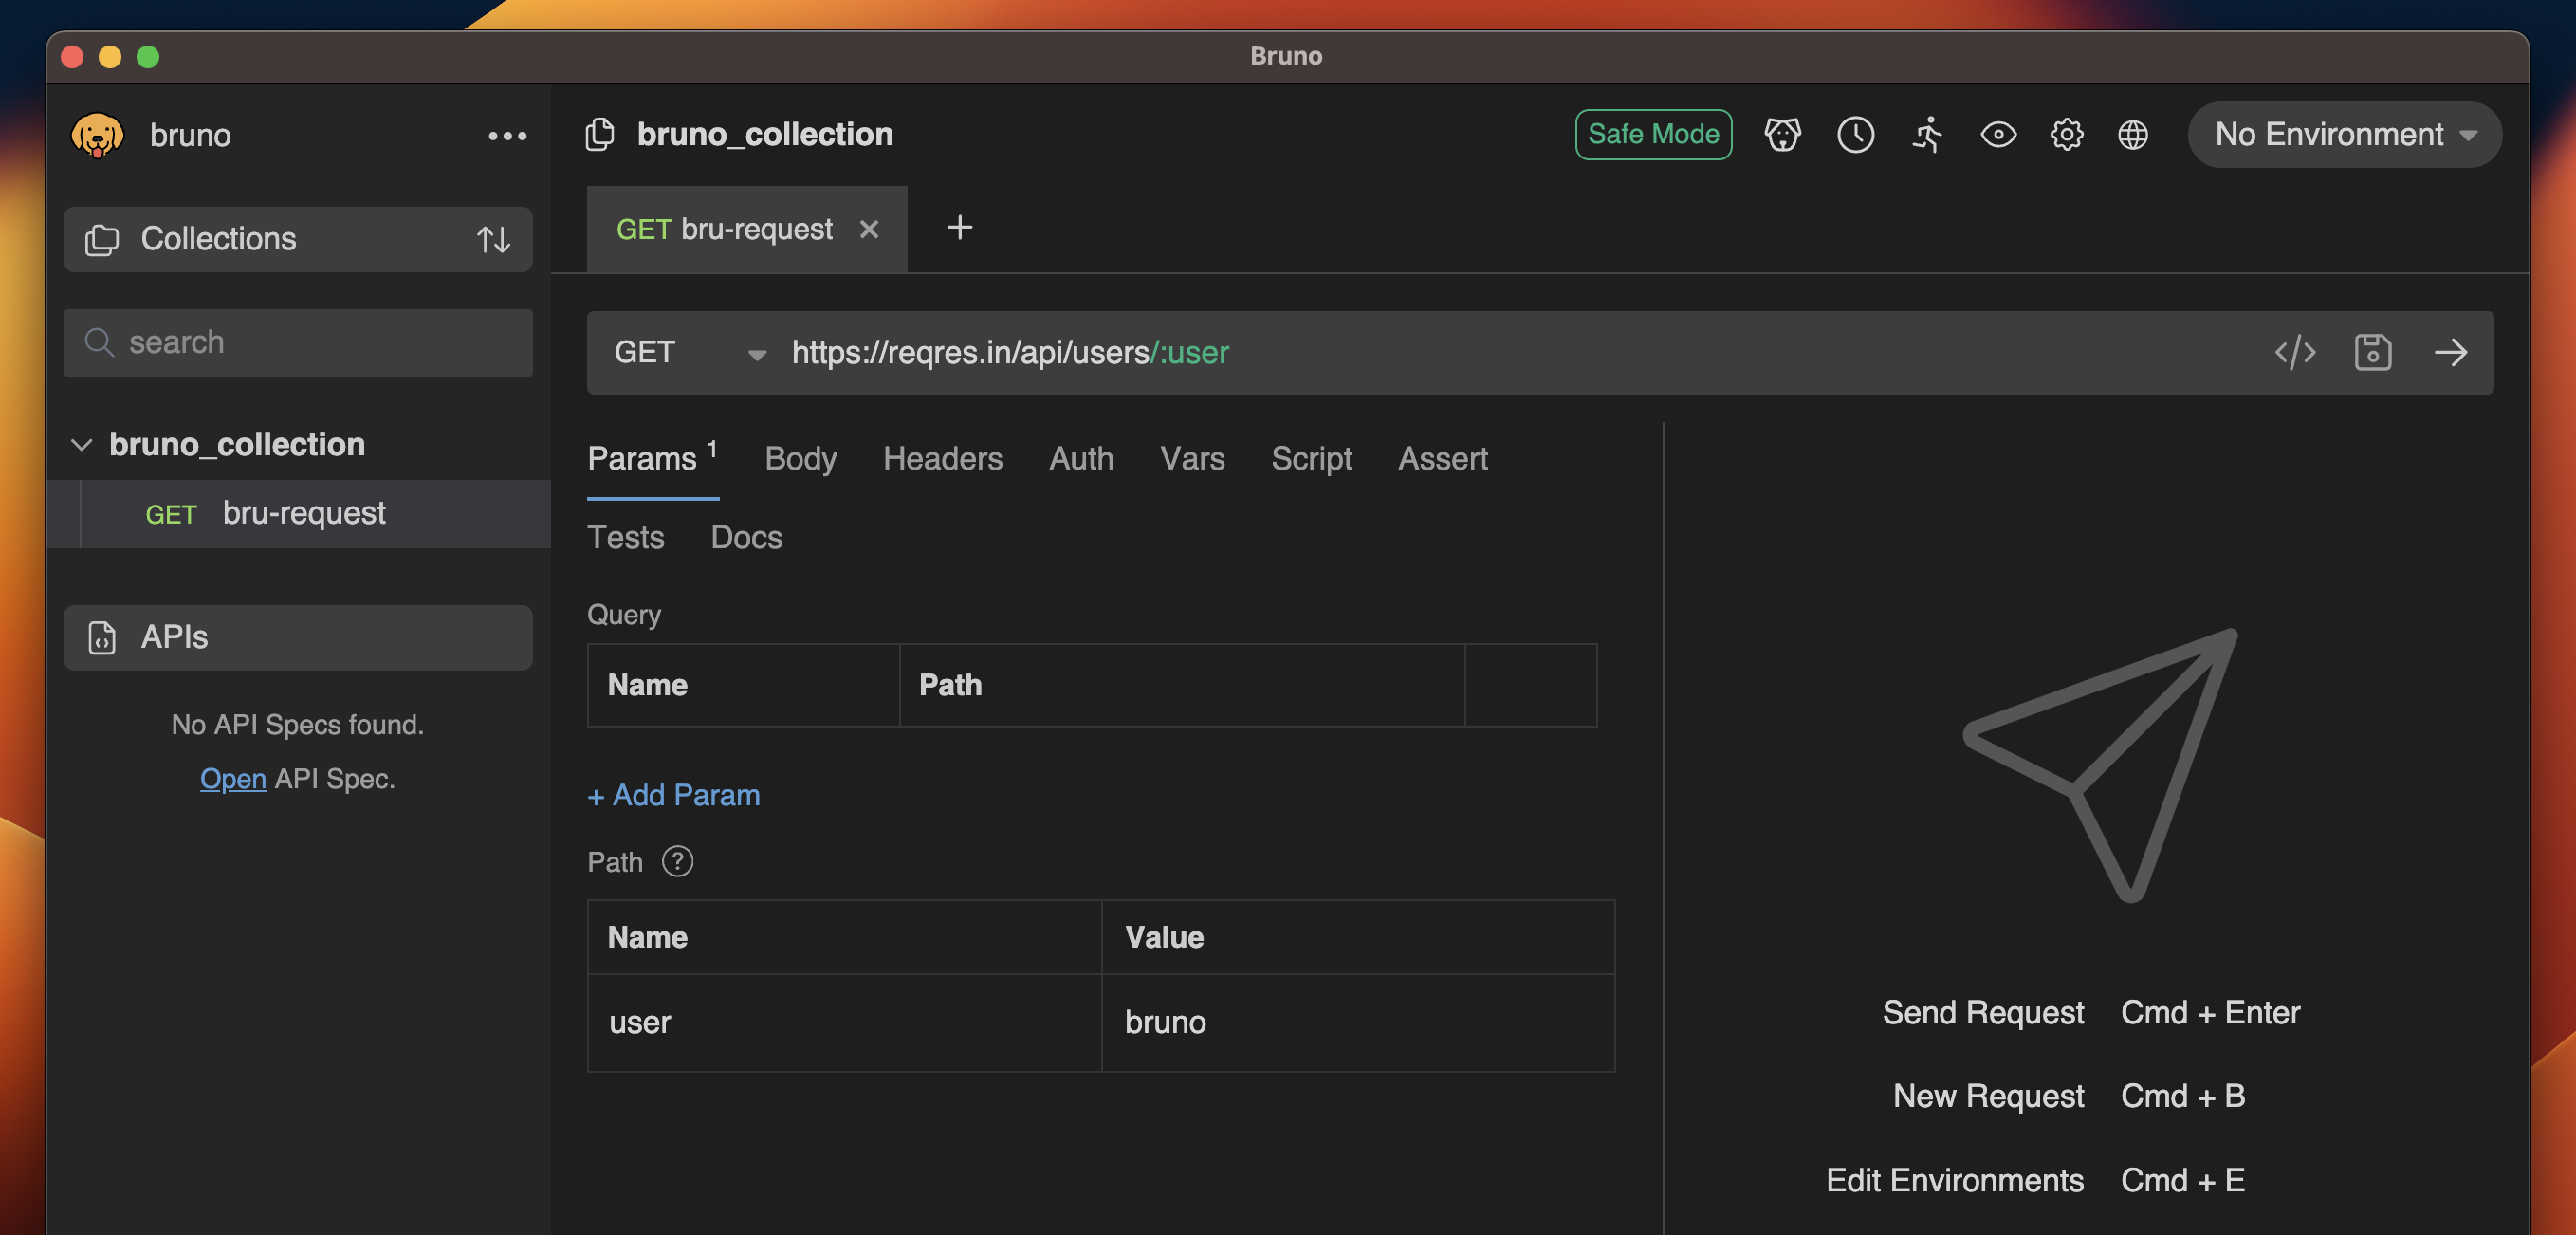 Bruno
bruno
Collections
search
bruno_collection
GET bru-request
APIs
No API Specs found.
Open API Spec.
bruno_collection
Safe Mode
No Environment
GET bru-request
GET https://reqres.in/api/users/:user
Params 1 Body Headers Auth Vars Script Assert
Tests Docs
Query
Name Path
+ Add Param
Path ?
Name Value
user bruno
Send Request Cmd + Enter
New Request Cmd + B
Edit Environments Cmd + E